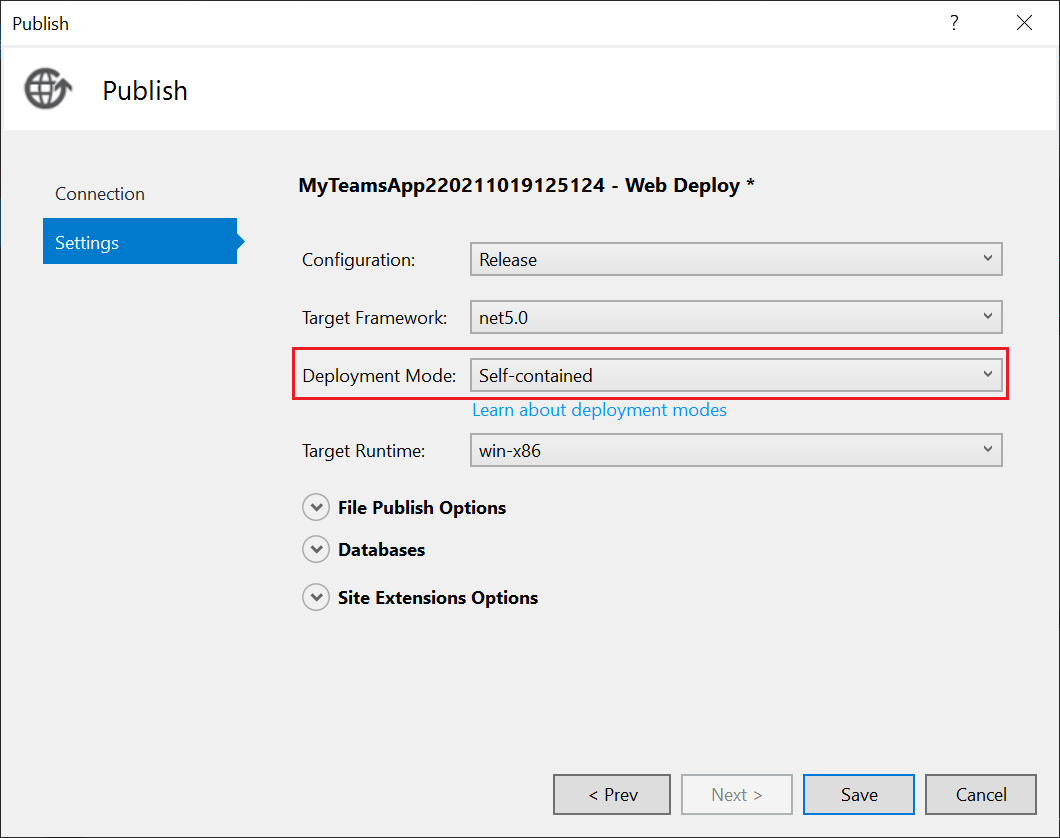 Publish
?
Publish
Connection
Settings
MyTeamsApp220211019125124 - Web Deploy *
Configuration: Release
Target Framework: net5.0
Deployment Mode: Self-contained
Learn about deployment modes
Target Runtime: win-x86
File Publish Options
Databases
Site Extensions Options
< Prev Next > Save Cancel